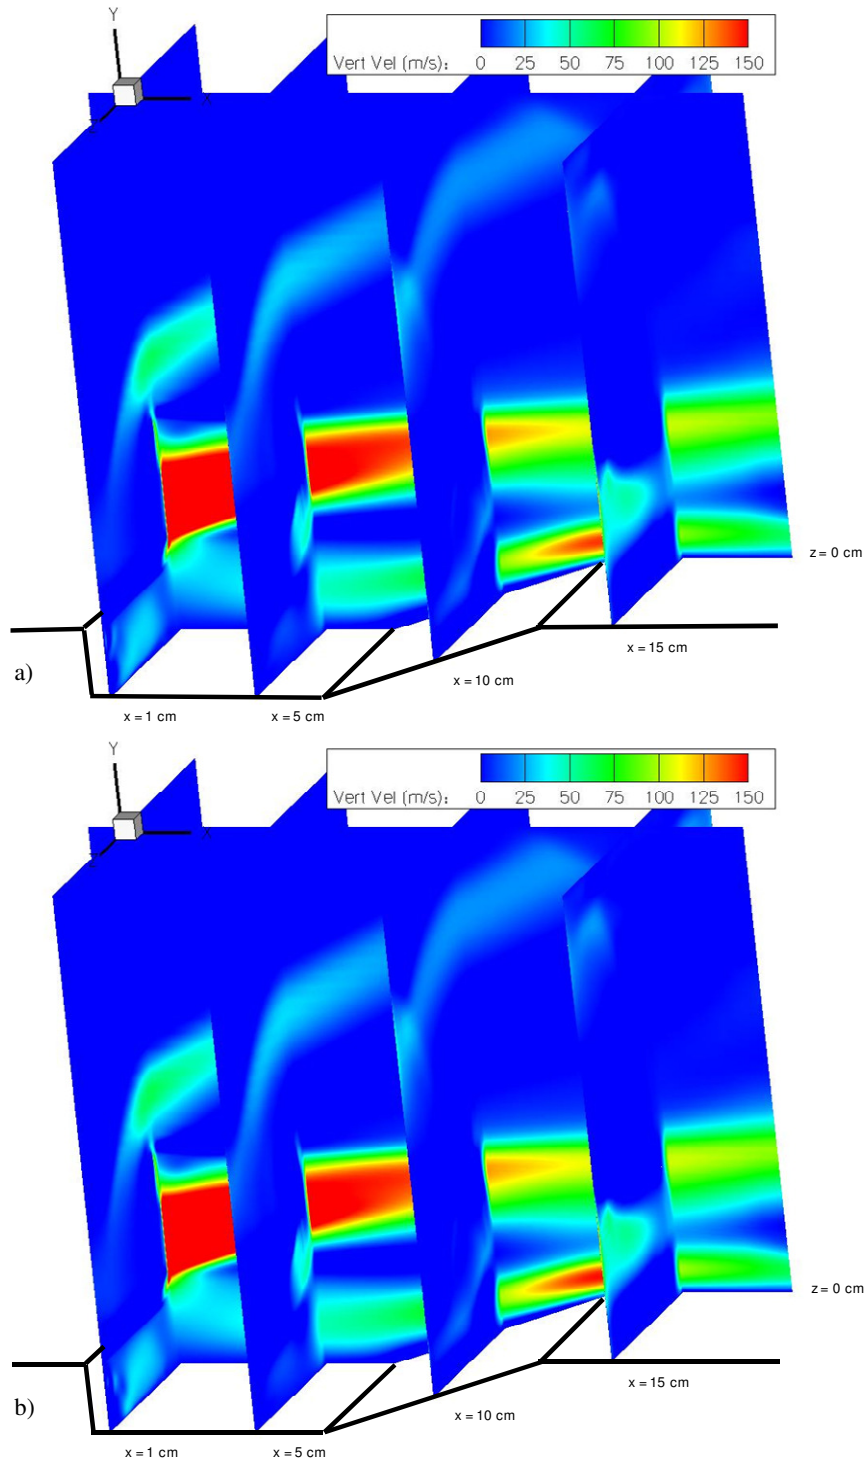 Y
Vert Vel (m/s): 0 25 50 75 100 125 150
X
Z
z = 0 cm
x = 15 cm
a)
x = 10 cm
x = 1 cm
x = 5 cm
Y
Vert Vel (m/s): 0 25 50 75 100 125 150
X
z = 0 cm
x = 15 cm
b)
x = 10 cm
x = 1 cm
x = 5 cm